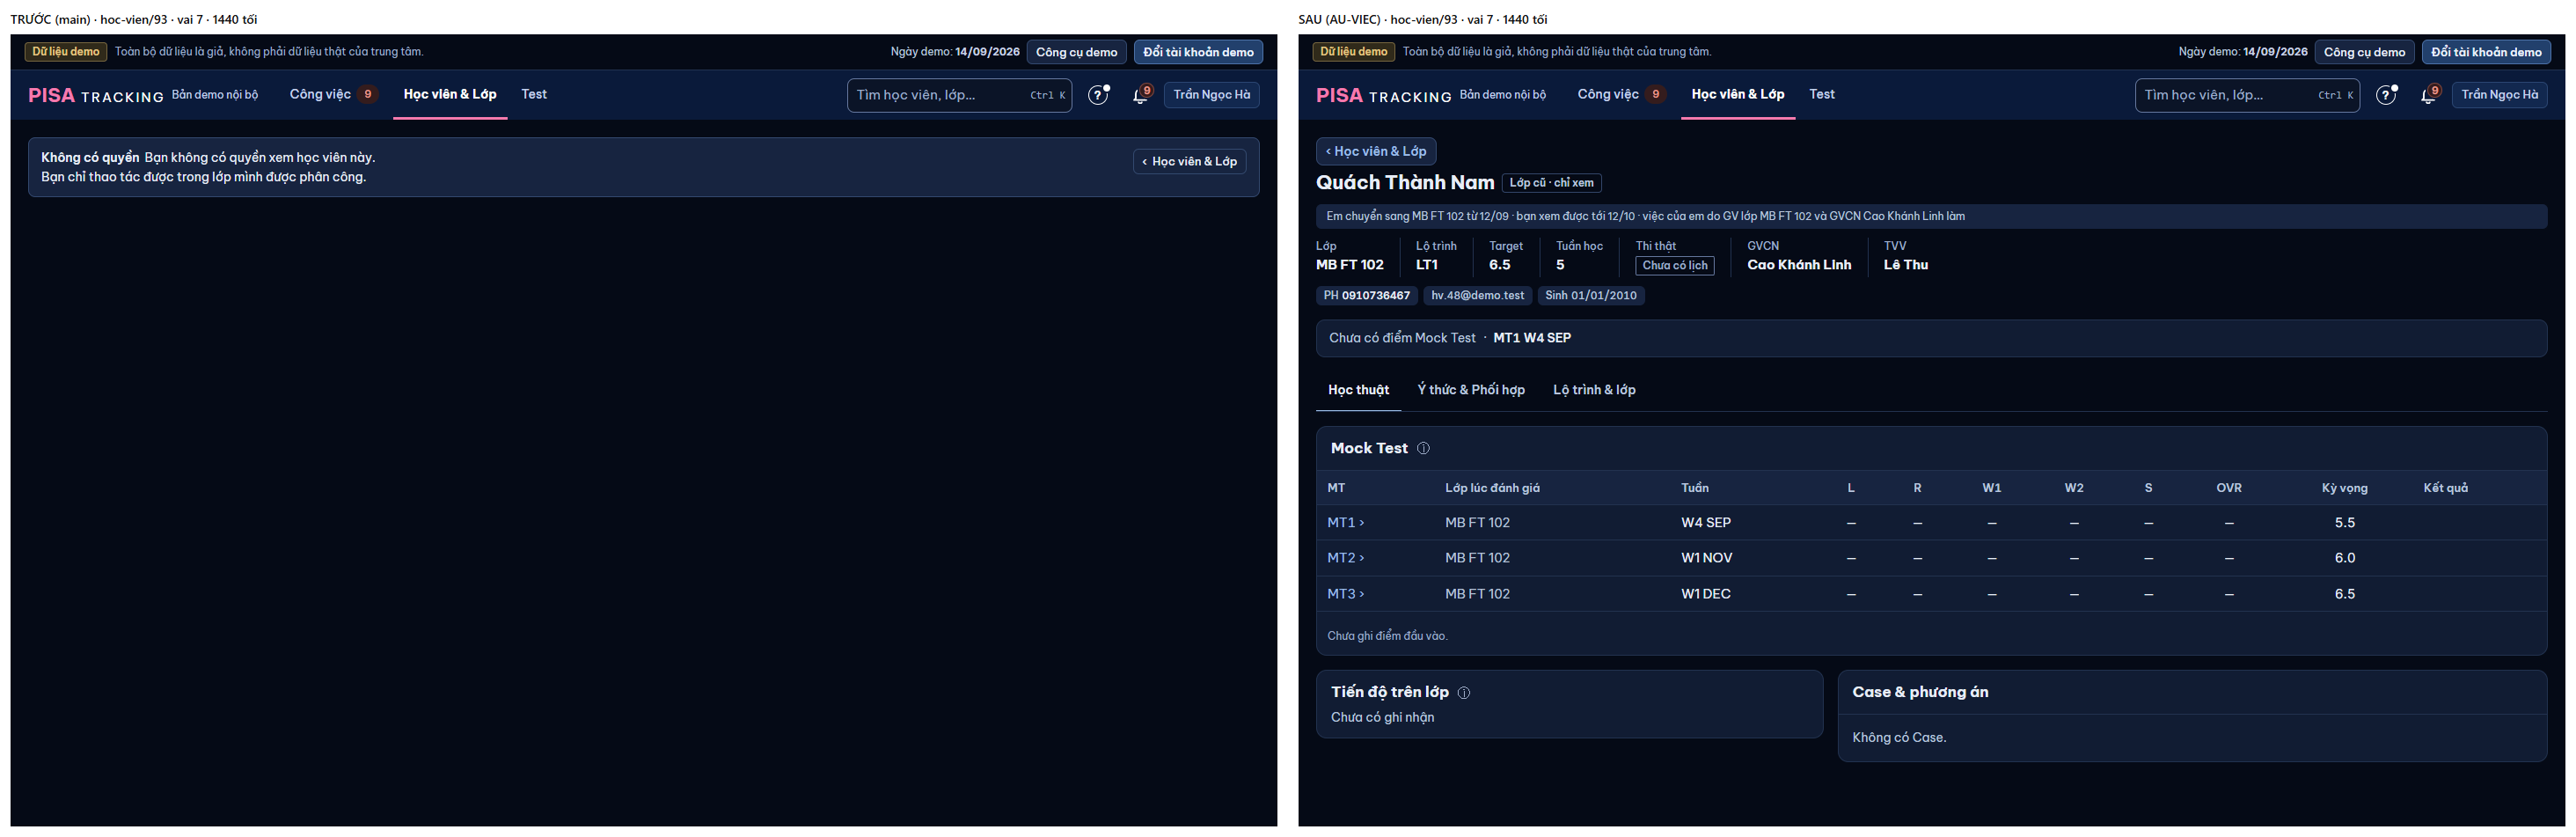 TRƯỚC (main) · hoc-vien/93 · vai 7 · 1440 tối
Dữ liệu demo Toàn bộ dữ liệu là giả, không phải dữ liệu thật của trung tâm. Ngày demo: 14/09/2026 Công cụ demo Đổi tài khoản demo
PISA TRACKING Bản demo nội bộ Công việc 9 Học viên & Lớp Test Tìm học viên, lớp... Ctrl K ? 9 Trần Ngọc Hà
Không có quyền Bạn không có quyền xem học viên này.
Bạn chỉ thao tác được trong lớp mình được phân công.
‹ Học viên & Lớp
SAU (AU-VIEC) · hoc-vien/93 · vai 7 · 1440 tối
Dữ liệu demo Toàn bộ dữ liệu là giả, không phải dữ liệu thật của trung tâm. Ngày demo: 14/09/2026 Công cụ demo Đổi tài khoản demo
PISA TRACKING Bản demo nội bộ Công việc 9 Học viên & Lớp Test Tìm học viên, lớp... Ctrl K ? 9 Trần Ngọc Hà
‹ Học viên & Lớp
Quách Thành Nam Lớp cũ · chỉ xem
Em chuyển sang MB FT 102 từ 12/09 · bạn xem được tới 12/10 · việc của em do GV lớp MB FT 102 và GVCN Cao Khánh Linh làm
Lớp Lộ trình Target Tuần học Thi thật GVCN TVV
MB FT 102 LT1 6.5 5 Chưa có lịch Cao Khánh Linh Lê Thu
PH 0910736467 hv.48@demo.test Sinh 01/01/2010
Chưa có điểm Mock Test · MT1 W4 SEP
Học thuật Ý thức & Phối hợp Lộ trình & lớp
Mock Test ⓘ
MT Lớp lúc đánh giá Tuần L R W1 W2 S OVR Kỳ vọng Kết quả
MT1 › MB FT 102 W4 SEP – – – – – – 5.5
MT2 › MB FT 102 W1 NOV – – – – – – 6.0
MT3 › MB FT 102 W1 DEC – – – – – – 6.5
Chưa ghi điểm đầu vào.
Tiến độ trên lớp ⓘ
Chưa có ghi nhận
Case & phương án
Không có Case.